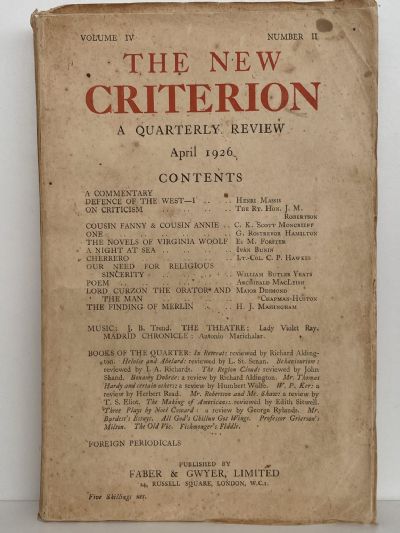 VOLUME IV NUMBER II
THE NEW
CRITERION
A QUARTERLY REVIEW
April 1926
CONTENTS
A COMMENTARY
DEFENCE OF THE WEST—I .. Henri Massis
ON CRITICISM .. .. .. The Rt. Hon. J. M.
Robertson
COUSIN FANNY & COUSIN ANNIE .. C. K. Scott Moncrieff
ONE .. .. .. .. G. Rostrevor Hamilton
THE NOVELS OF VIRGINIA WOOLF E. M. Forster
A NIGHT AT SEA .. .. .. Ivan Bunin
CHERRERO .. .. .. Lt.-Col. C. P. Hawkes
OUR NEED FOR RELIGIOUS
SINCERITY .. .. .. William Butler Yeats
POEM .. .. .. .. Archibald MacLeish
LORD CURZON THE ORATOR AND Major Desmond
THE MAN .. .. .. Chapman-Huston
THE FINDING OF MERLIN .. .. H. J. Massingham
MUSIC: J. B. Trend. THE THEATRE: Lady Violet Ray.
MADRID CHRONICLE: Antonio Marichalar.
BOOKS OF THE QUARTER: In Retreat: reviewed by Richard Alding-
ton. Heloise and Abelard: reviewed by L. St. Senan. Behaviourism:
reviewed by I. A. Richards. The Region Cloud: reviewed by John
Shand. Bonamy Dobrée: a review by Richard Aldington. Mr. Thomas
Hardy and certain others: a review by Humbert Wolfe. W. P. Ker: a
review by Herbert Read. Mr. Robertson and Mr. Shaw: a review by
T. S. Eliot. The Making of Americans: reviewed by Edith Sitwell.
Three Plays by Noel Coward: a review by George Rylands. Mr.
Burdett's Essays. All God's Chillun Got Wings. Professor Grierson's
Milton. The Old Vic. Fishmonger's Fiddle.
FOREIGN PERIODICALS
PUBLISHED BY
FABER & GWYER, LIMITED
24, RUSSELL SQUARE, LONDON, W.C.1.
Five Shillings net.